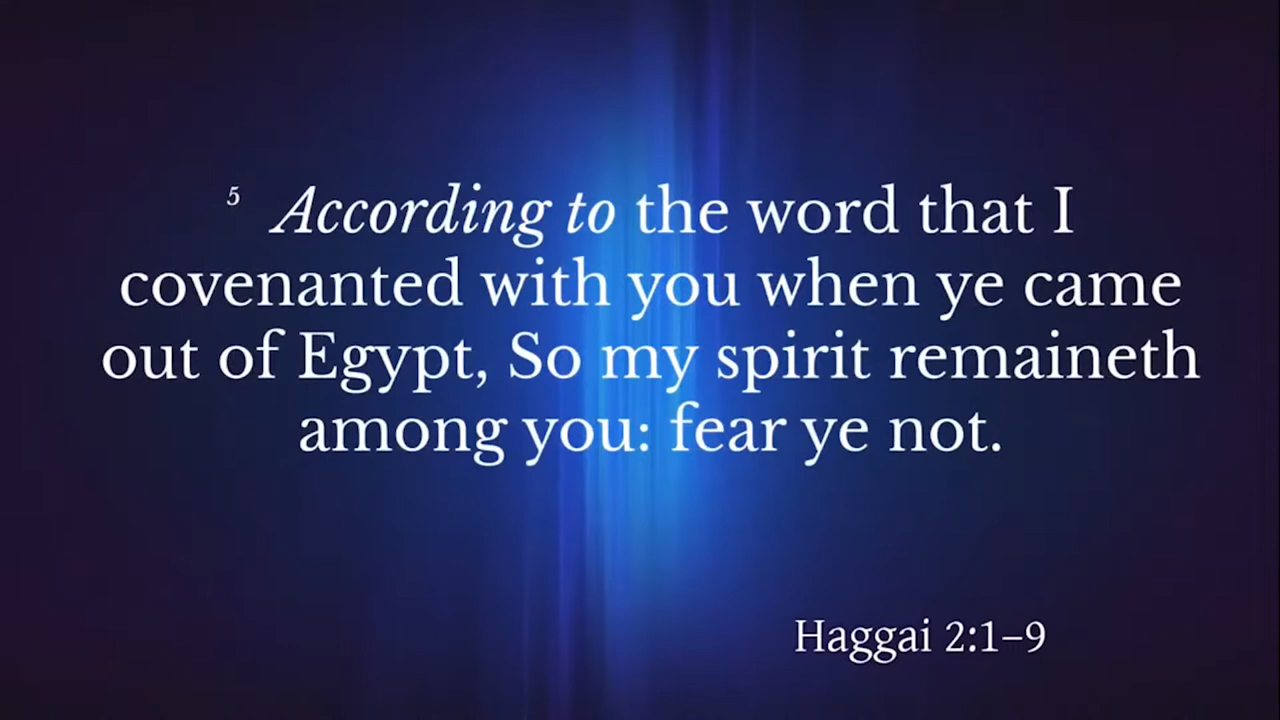 5 According to the word that I
covenanted with you when ye came
out of Egypt, So my spirit remaineth
among you: fear ye not.
Haggai 2:1–9